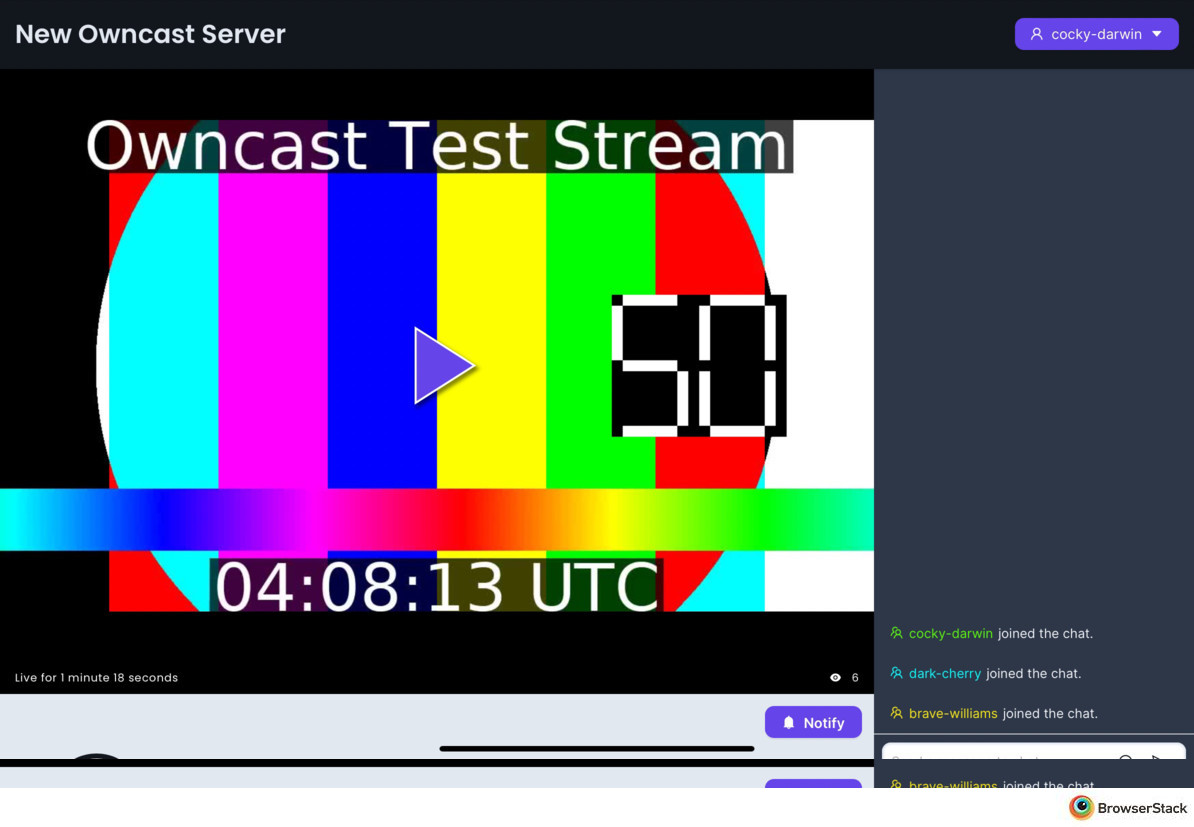 New Owncast Server
cocky-darwin
Owncast Test Stream
50
04:08:13 UTC
Live for 1 minute 18 seconds
6
Notify
cocky-darwin joined the chat.
dark-cherry joined the chat.
brave-williams joined the chat.
brave-williams joined the chat
BrowserStack